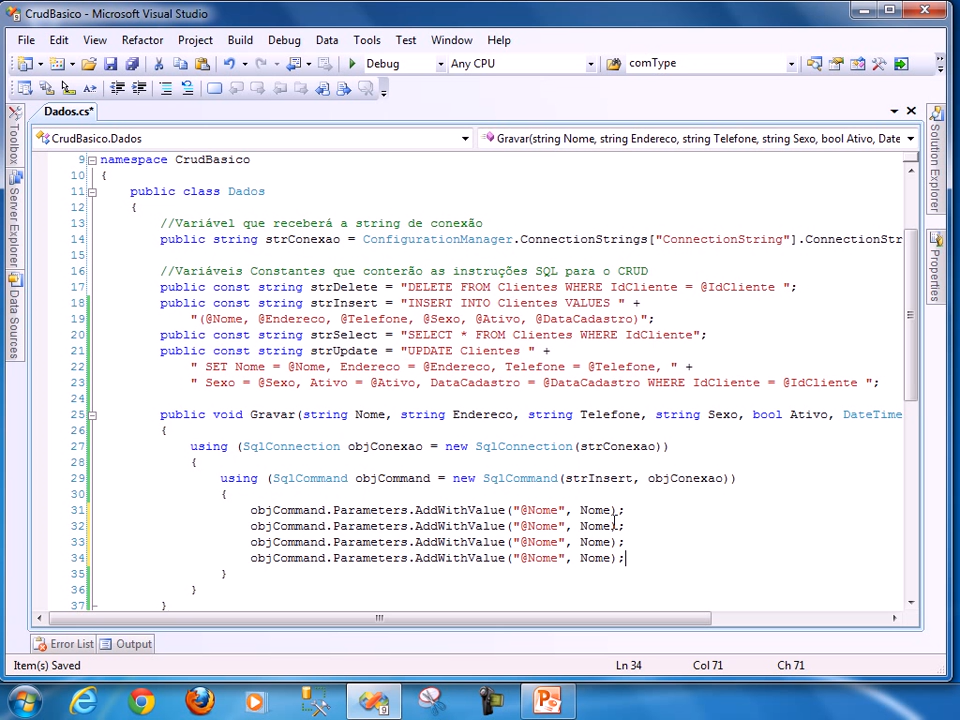 CrudBasico - Microsoft Visual Studio
File Edit View Refactor Project Build Debug Data Tools Test Window Help
Debug Any CPU comType
Dados.cs*
CrudBasico.Dados Gravar(string Nome, string Endereco, string Telefone, string Sexo, bool Ativo, Date
Toolbox
Server Explorer
Data Sources
Solution Explorer
Properties
9 namespace CrudBasico
10 {
11 public class Dados
12 {
13 //Variável que receberá a string de conexão
14 public string strConexao = ConfigurationManager.ConnectionStrings["ConnectionString"].ConnectionStr
15
16 //Variáveis Constantes que conterão as instruções SQL para o CRUD
17 public const string strDelete = "DELETE FROM Clientes WHERE IdCliente = @IdCliente ";
18 public const string strInsert = "INSERT INTO Clientes VALUES " +
19 "(@Nome, @Endereco, @Telefone, @Sexo, @Ativo, @DataCadastro)";
20 public const string strSelect = "SELECT * FROM Clientes WHERE IdCliente";
21 public const string strUpdate = "UPDATE Clientes " +
22 " SET Nome = @Nome, Endereco = @Endereco, Telefone = @Telefone, " +
23 " Sexo = @Sexo, Ativo = @Ativo, DataCadastro = @DataCadastro WHERE IdCliente = @IdCliente ";
24
25 public void Gravar(string Nome, string Endereco, string Telefone, string Sexo, bool Ativo, DateTime
26 {
27 using (SqlConnection objConexao = new SqlConnection(strConexao))
28 {
29 using (SqlCommand objCommand = new SqlCommand(strInsert, objConexao))
30 {
31 objCommand.Parameters.AddWithValue("@Nome", Nome);
32 objCommand.Parameters.AddWithValue("@Nome", Nome);
33 objCommand.Parameters.AddWithValue("@Nome", Nome);
34 objCommand.Parameters.AddWithValue("@Nome", Nome);
35 }
36 }
37 }
Error List Output
Item(s) Saved Ln 34 Col 71 Ch 71